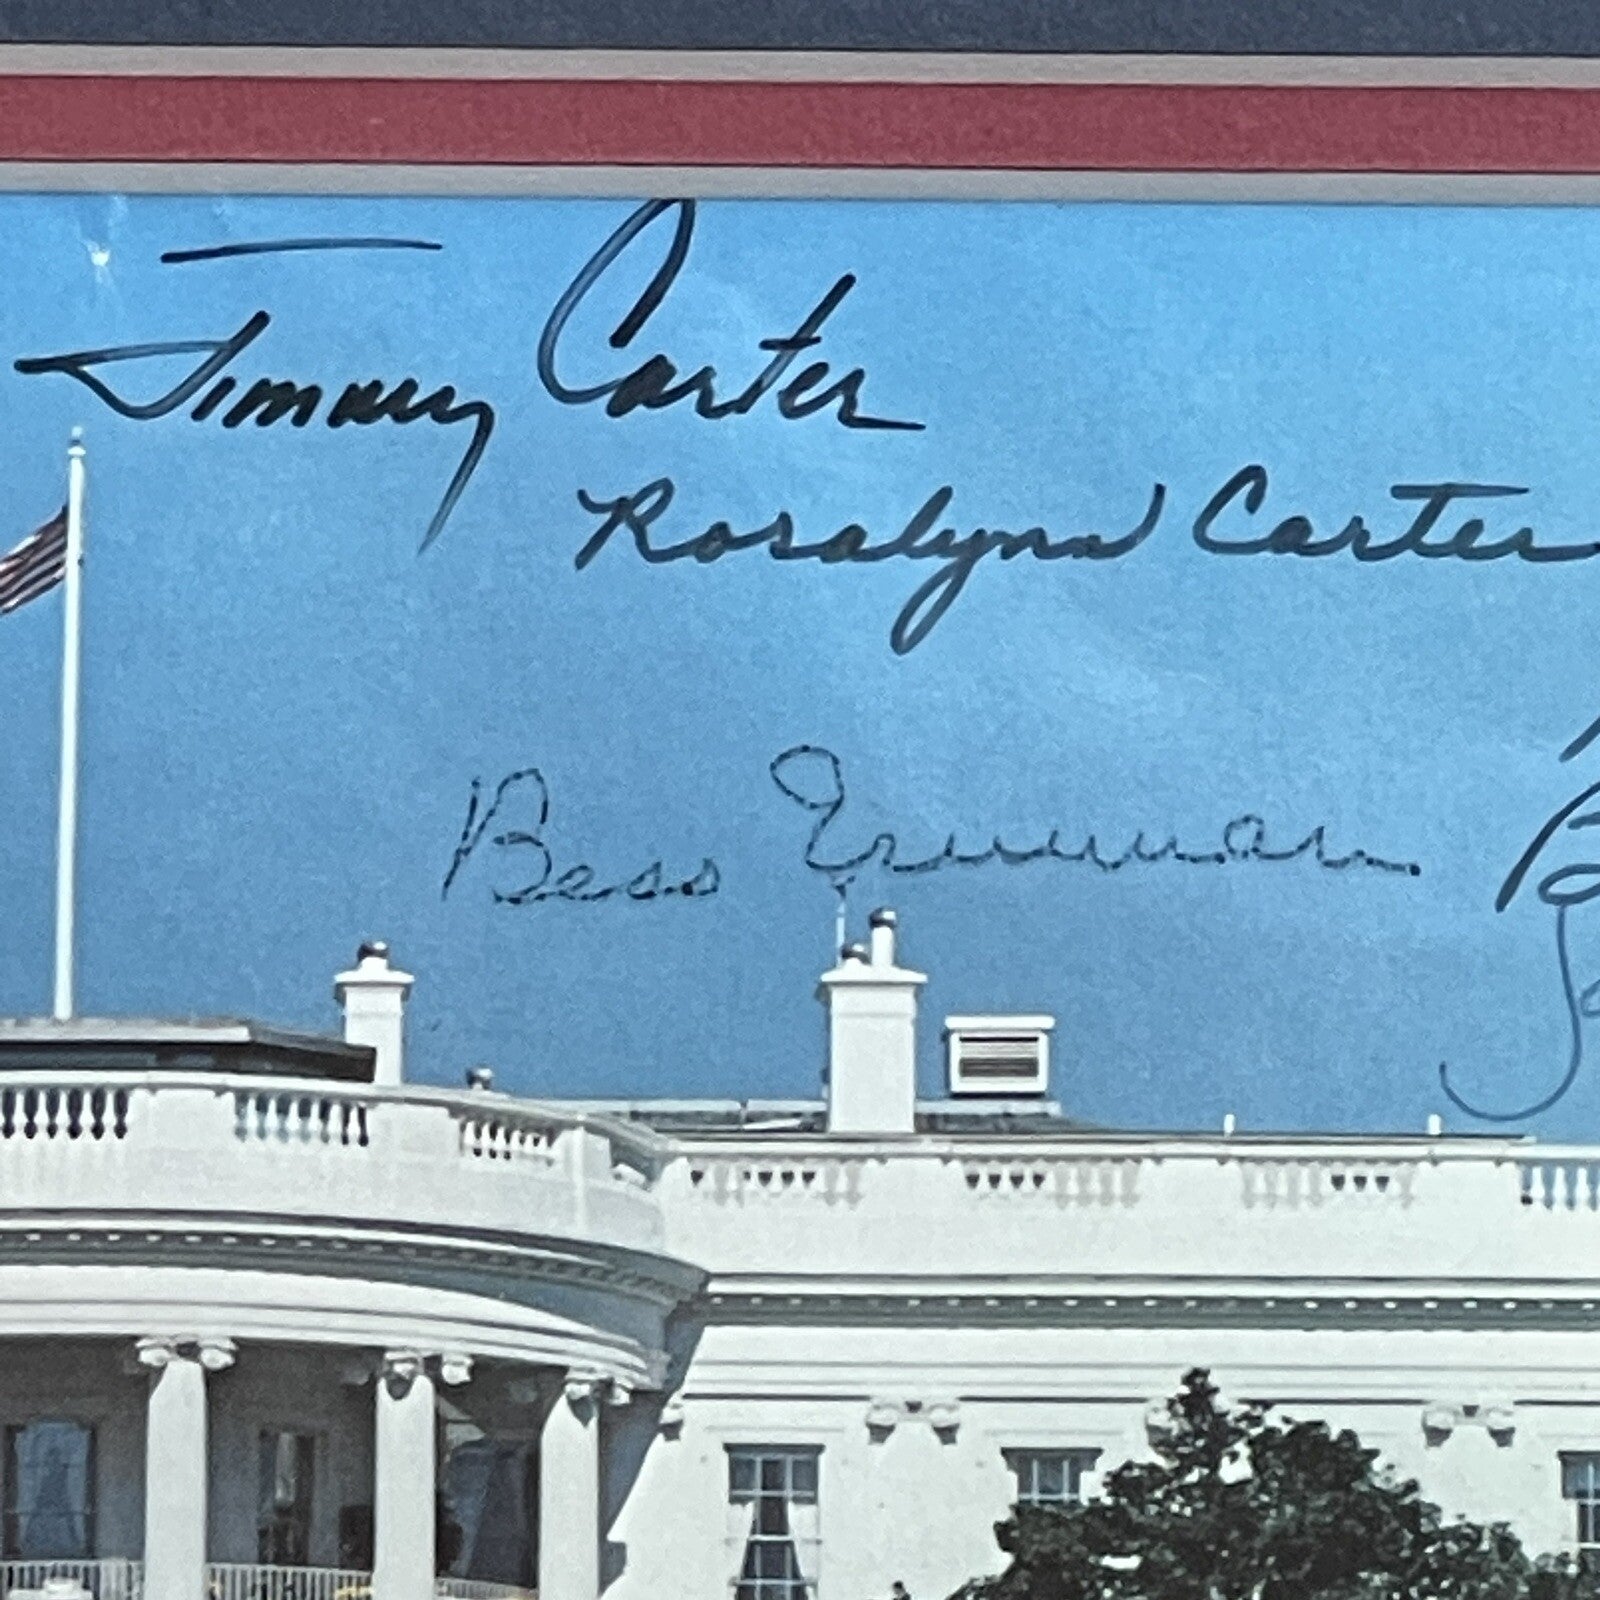 Jimmy Carter
Rosalynn Carter
Bess Truman